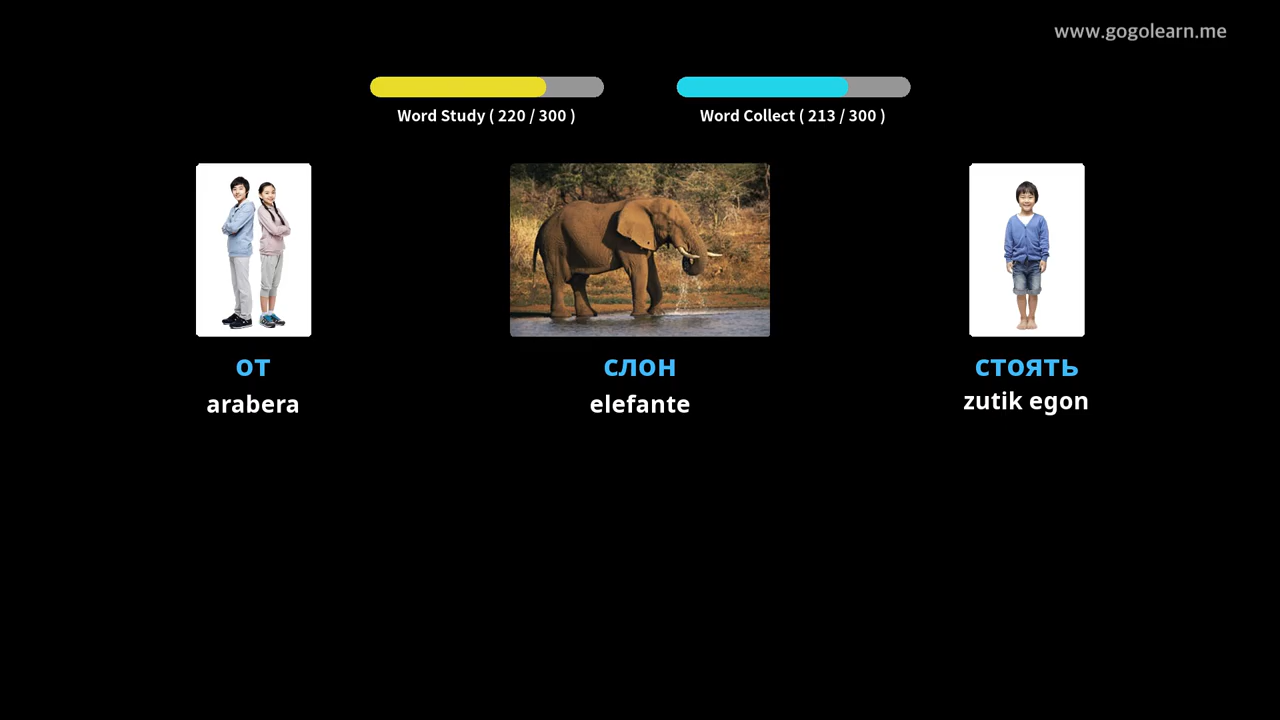 www.gogolearn.me
Word Study ( 220 / 300 )
Word Collect ( 213 / 300 )
от
слон
стоять
arabera
elefante
zutik egon